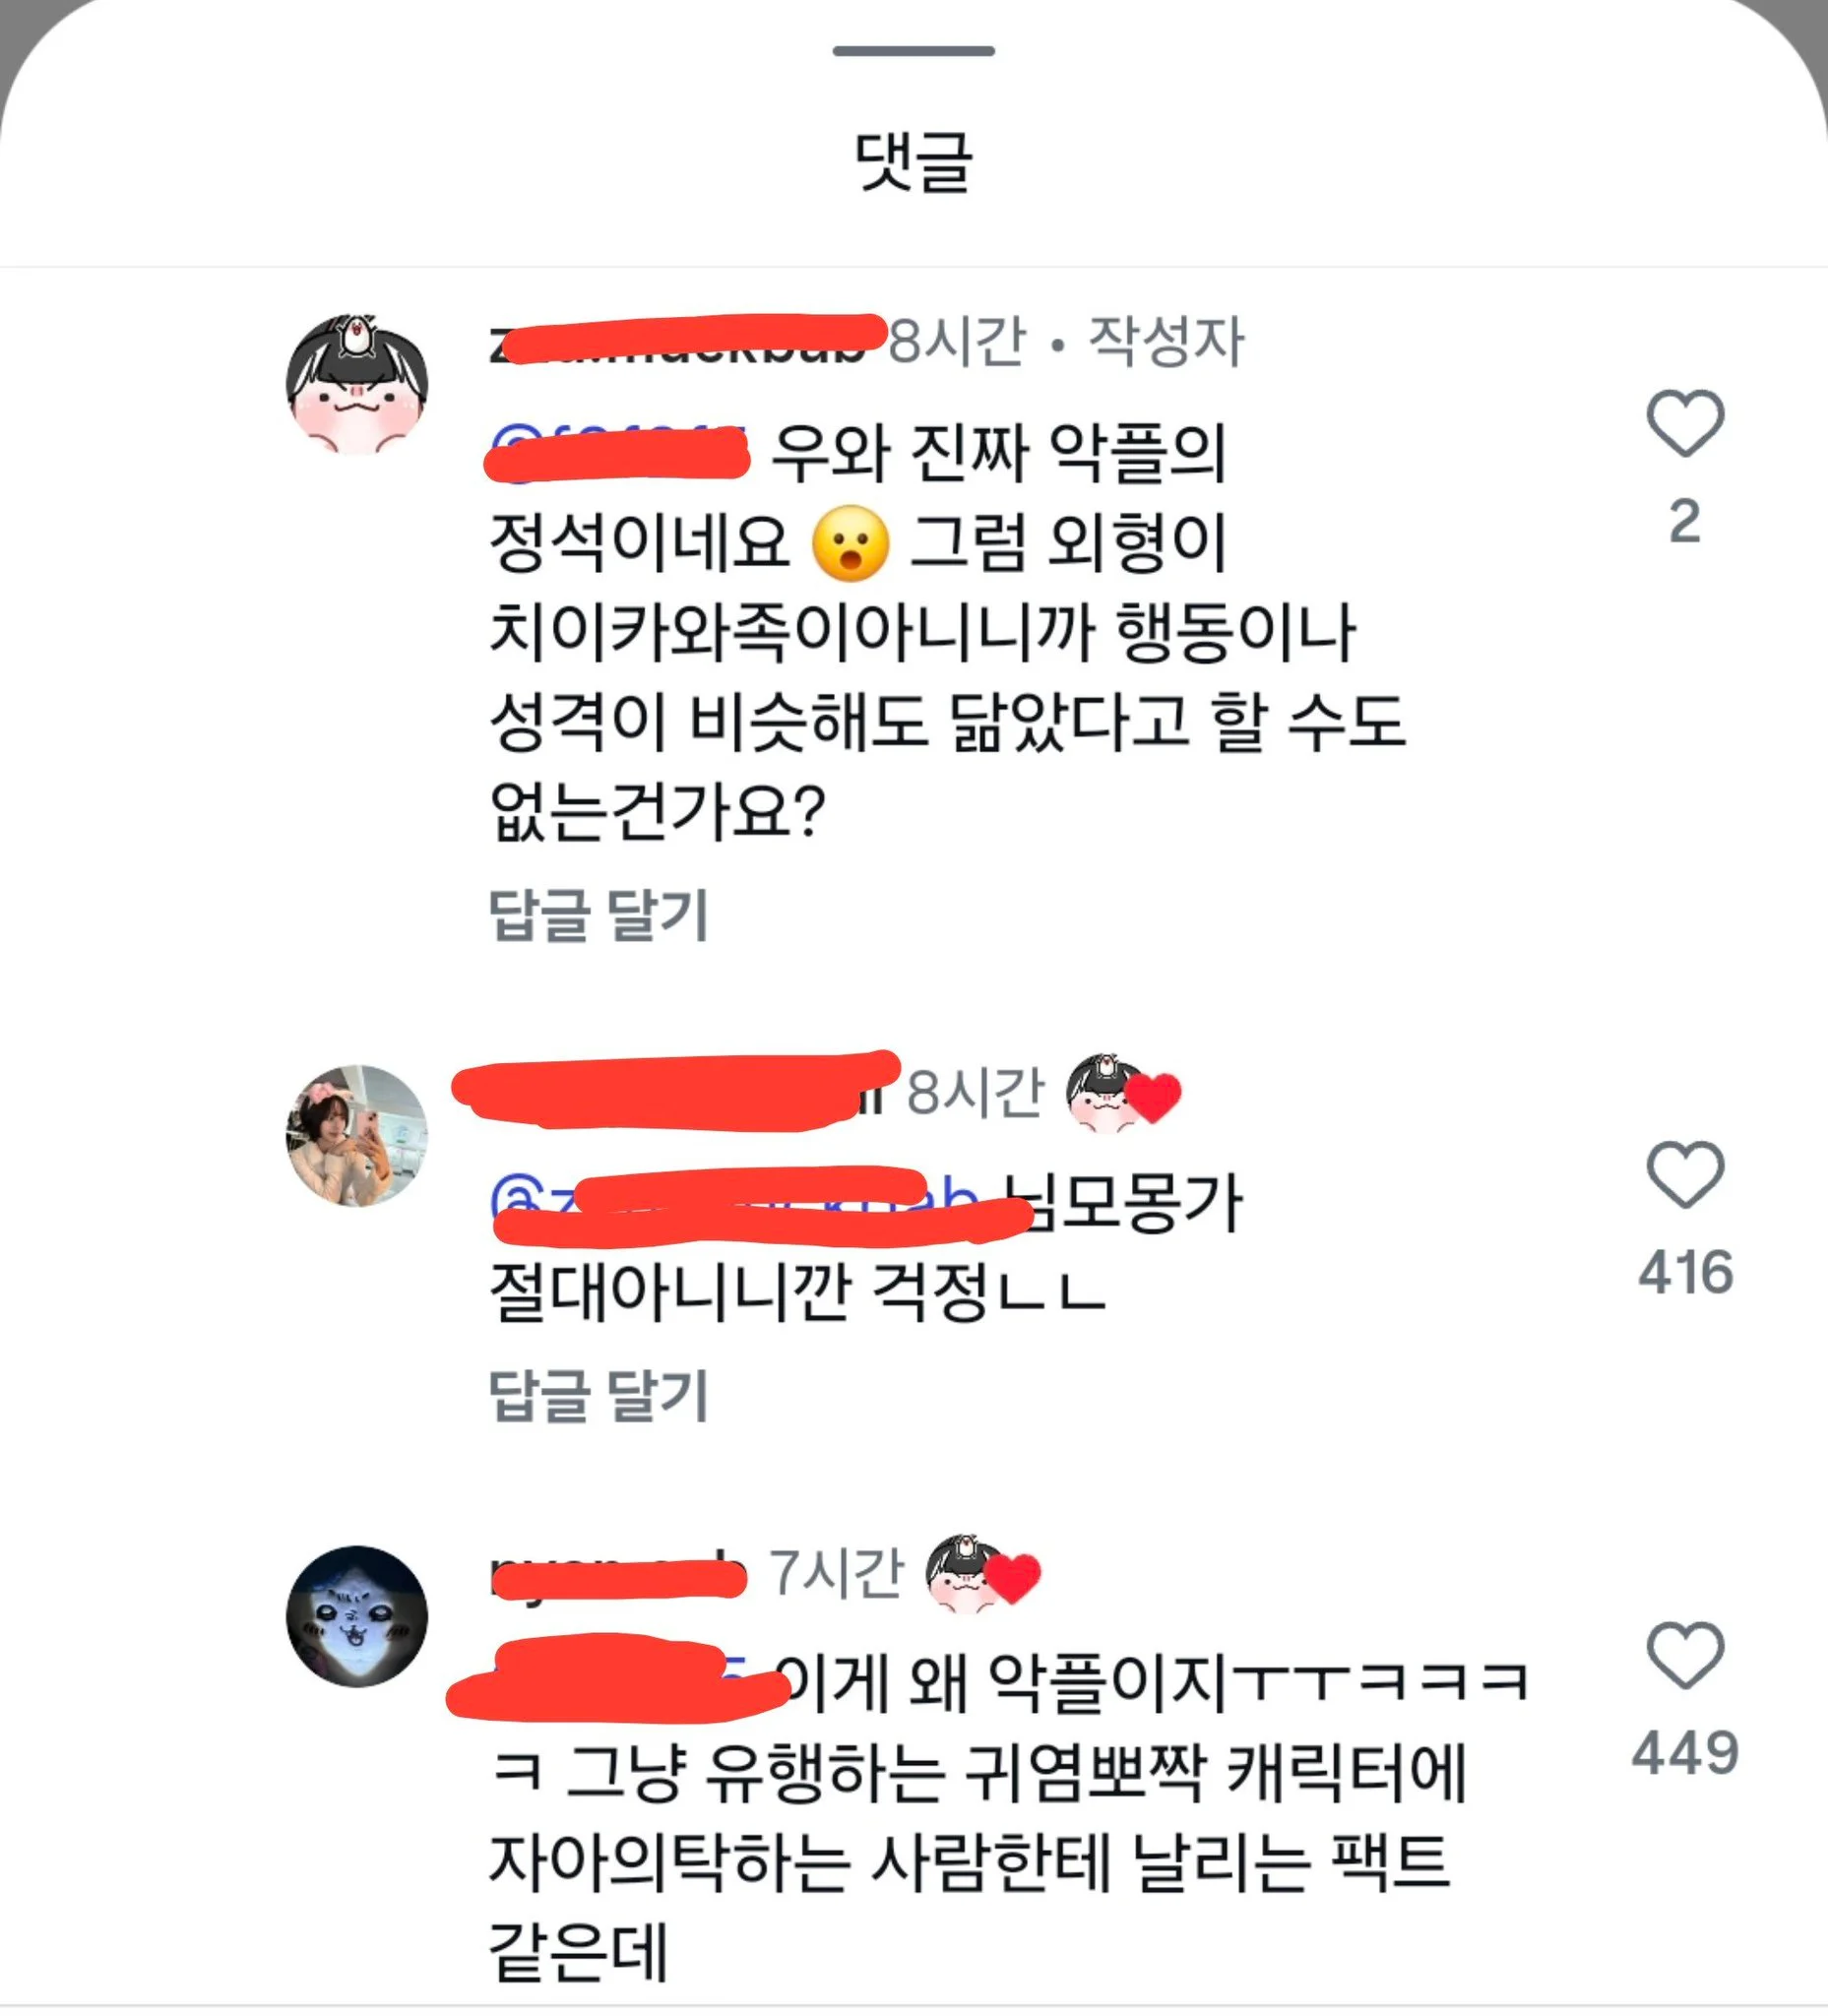 댓글
8시간 • 작성자
우와 진짜 악플의
정석이네요 😮 그럼 외형이
치이카와족이아니니까 행동이나
성격이 비슷해도 닮았다고 할 수도
없는건가요?
2
답글 달기
8시간
님모몽가
절대아니니깐 걱정ㄴㄴ
416
답글 달기
7시간
이게 왜 악플이지ㅜㅜㅋㅋㅋ
ㅋ 그냥 유행하는 귀염뽀짝 캐릭터에
449
자아의탁하는 사람한테 날리는 팩트
같은데